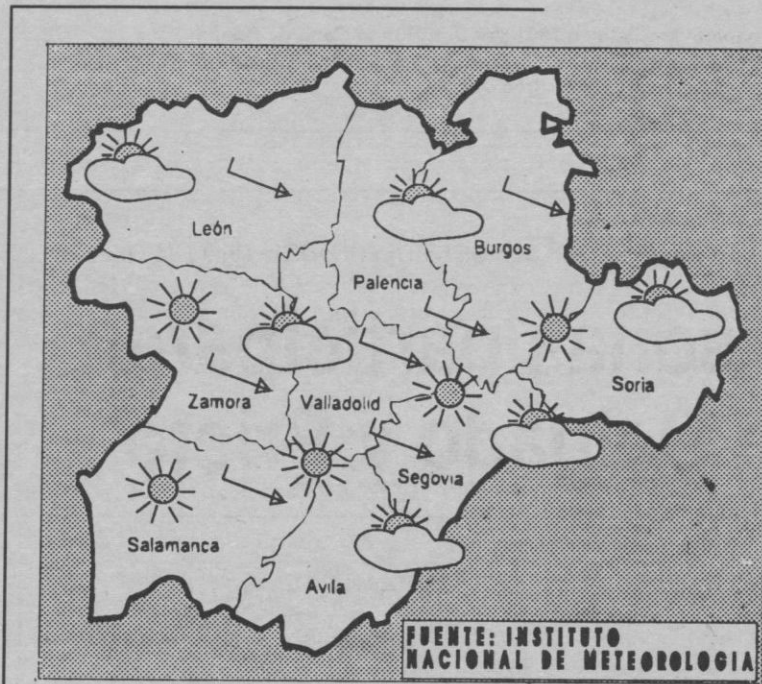 León
Burgos
Palencia
Soria
Zamora
Valladolid
Segovia
Salamanca
Avila
FUENTE: INSTITUTO
NACIONAL DE METEOROLOGIA